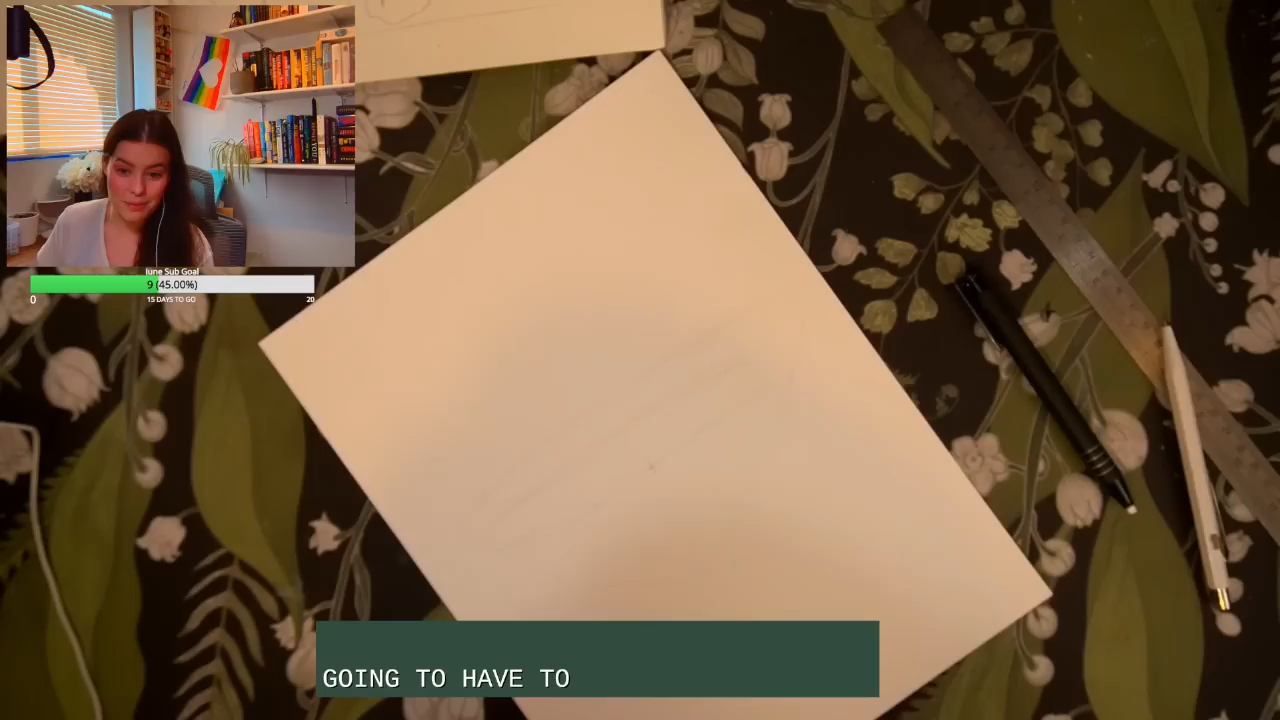 June Sub Goal
9 (45.00%)
0
15 DAYS TO GO
20
GOING TO HAVE TO